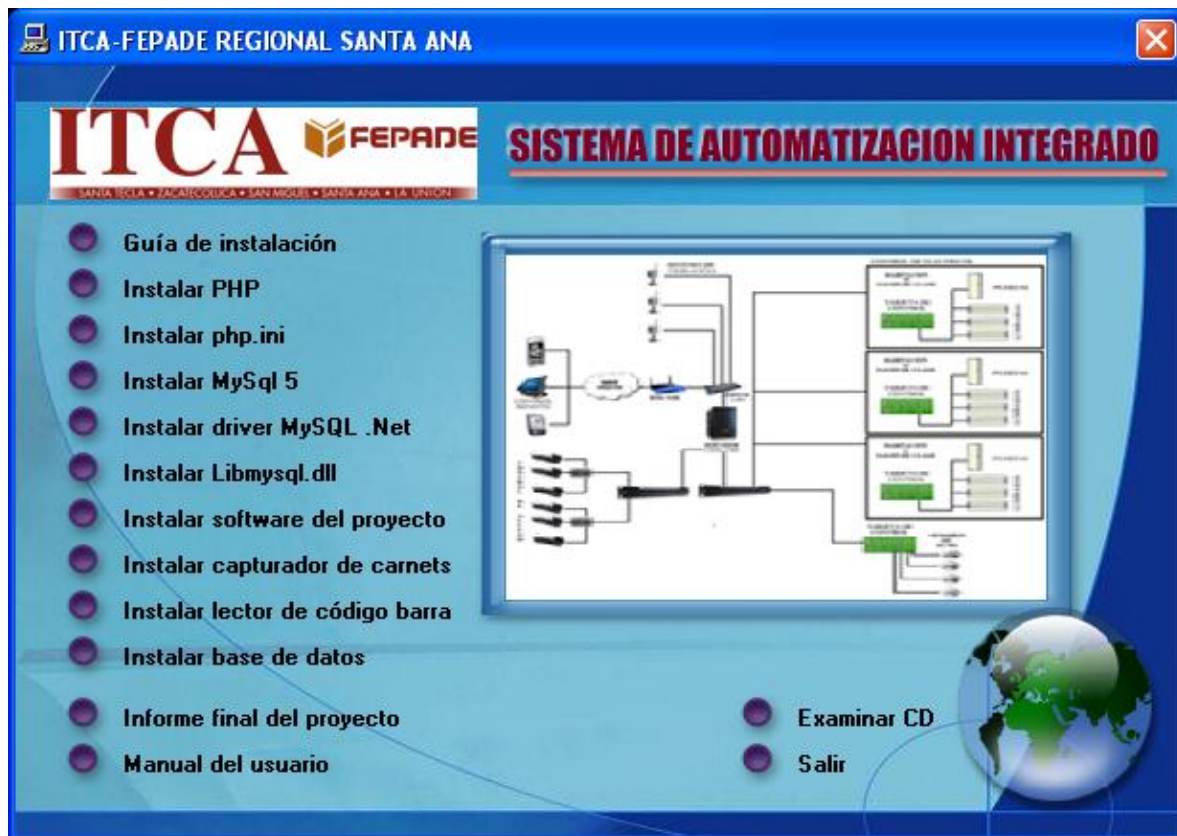 ITCA-FEPADE REGIONAL SANTA ANA
ITCA FEPADE
SANTA TECLA • ZACATECOLUCA • SAN MIGUEL • SANTA ANA • LA UNION
SISTEMA DE AUTOMATIZACION INTEGRADO
Guía de instalación
Instalar PHP
Instalar php.ini
Instalar MySql 5
Instalar driver MySQL .Net
Instalar Libmysql.dll
Instalar software del proyecto
Instalar capturador de carnets
Instalar lector de código barra
Instalar base de datos
Informe final del proyecto
Manual del usuario
Examinar CD
Salir